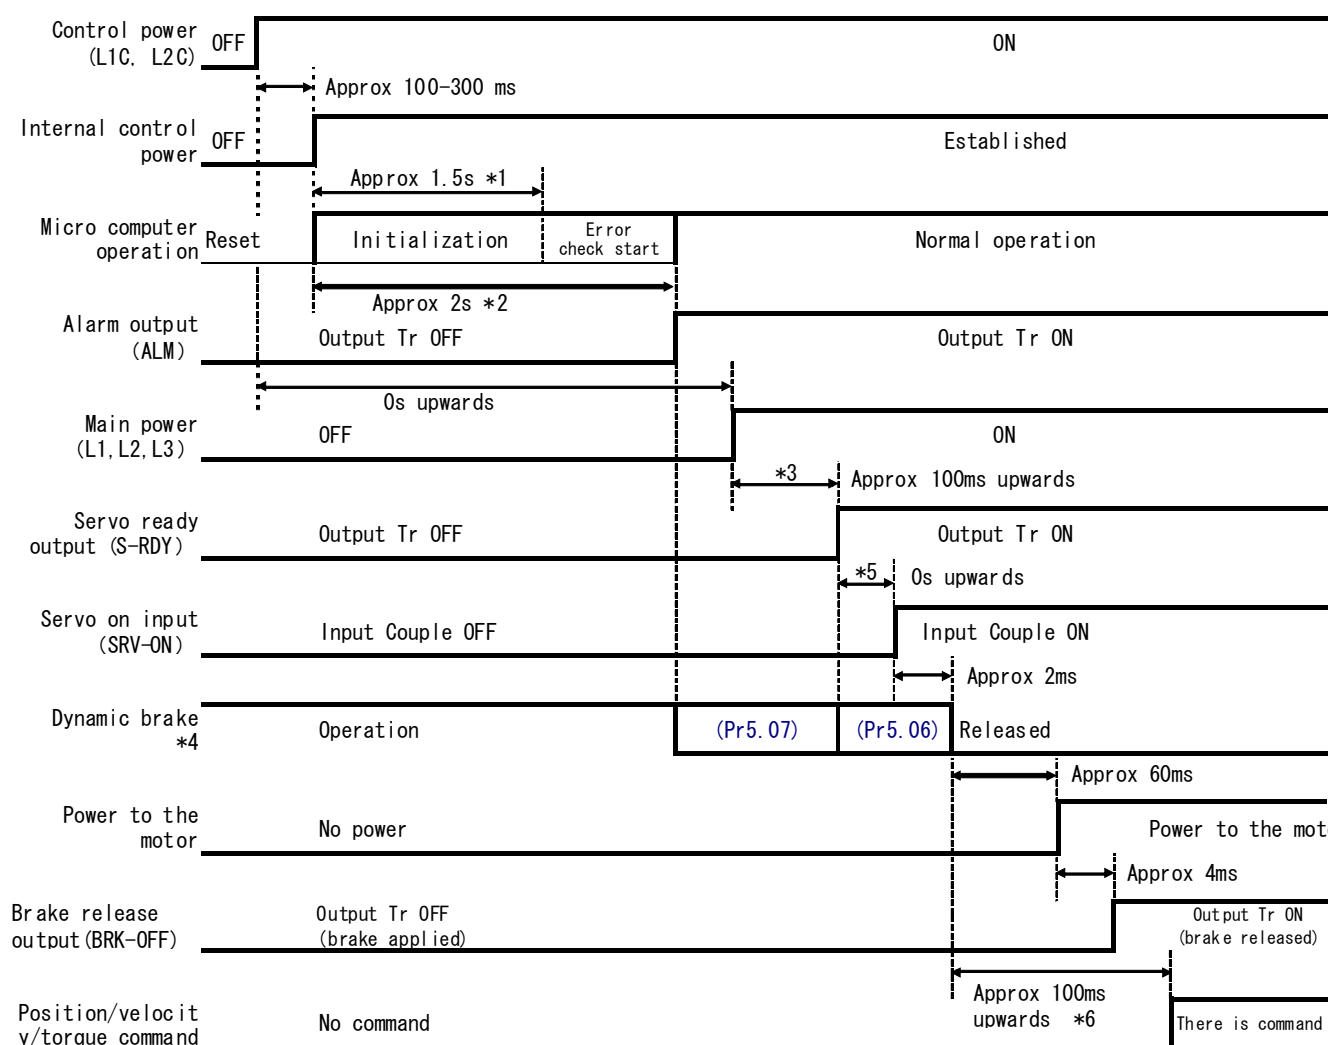 Control power
(L1C, L2C)
OFF
ON
Approx 100-300 ms
Internal control
power
OFF
Established
Approx 1.5s *1
Micro computer
operation
Reset
Initialization
Error
check start
Normal operation
Approx 2s *2
Alarm output
(ALM)
Output Tr OFF
Output Tr ON
0s upwards
Main power
(L1,L2,L3)
OFF
ON
*3
Approx 100ms upwards
Servo ready
output (S-RDY)
Output Tr OFF
Output Tr ON
*5
0s upwards
Servo on input
(SRV-ON)
Input Couple OFF
Input Couple ON
Approx 2ms
Dynamic brake
*4
Operation
(Pr5.07)
(Pr5.06)
Released
Approx 60ms
Power to the
motor
No power
Power to the mot
Approx 4ms
Brake release
output(BRK-OFF)
Output Tr OFF
(brake applied)
Output Tr ON
(brake released)
Approx 100ms
upwards *6
Position/velocit
y/torque command
No command
There is command